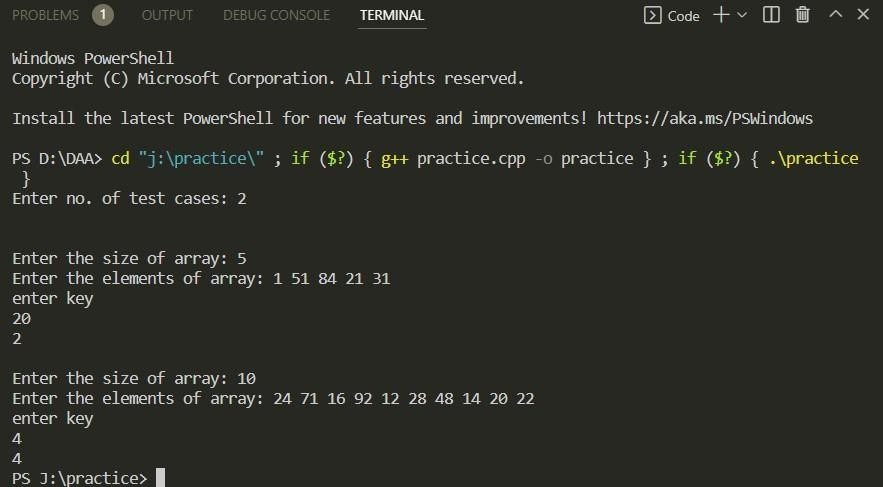 PROBLEMS 1 OUTPUT DEBUG CONSOLE TERMINAL Code
Windows PowerShell
Copyright (C) Microsoft Corporation. All rights reserved.
Install the latest PowerShell for new features and improvements! https://aka.ms/PSWindows
PS D:\DAA> cd "j:\practice\" ; if ($?) { g++ practice.cpp -o practice } ; if ($?) { .\practice
}
Enter no. of test cases: 2
Enter the size of array: 5
Enter the elements of array: 1 51 84 21 31
enter key
20
2
Enter the size of array: 10
Enter the elements of array: 24 71 16 92 12 28 48 14 20 22
enter key
4
4
PS J:\practice>